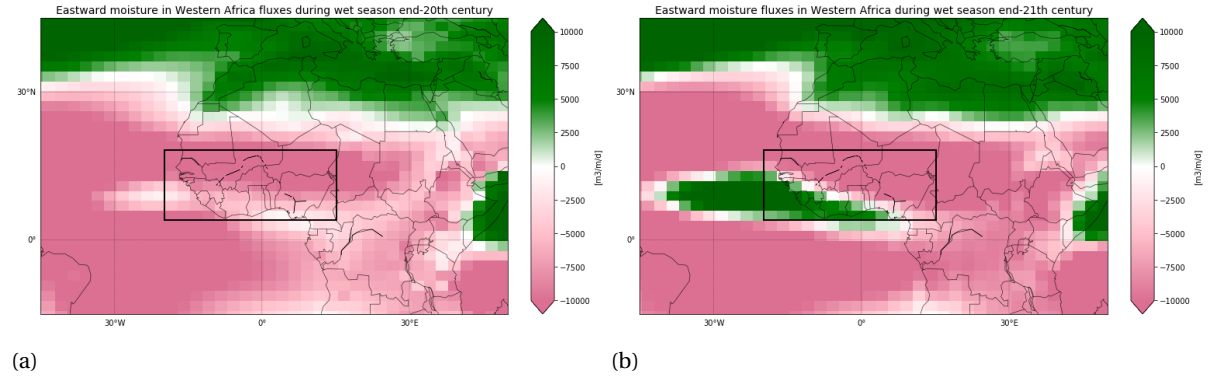 Eastward moisture in Western Africa fluxes during wet season end-20th century
10000
7500
5000
2500
0
−2500
−5000
−7500
−10000
[m3/m/d]
30°N
0°
30°W
0°
30°E
(a)
Eastward moisture fluxes in Western Africa during wet season end-21th century
10000
7500
5000
2500
0
−2500
−5000
−7500
−10000
[m3/m/d]
30°N
0°
30°W
0°
30°E
(b)